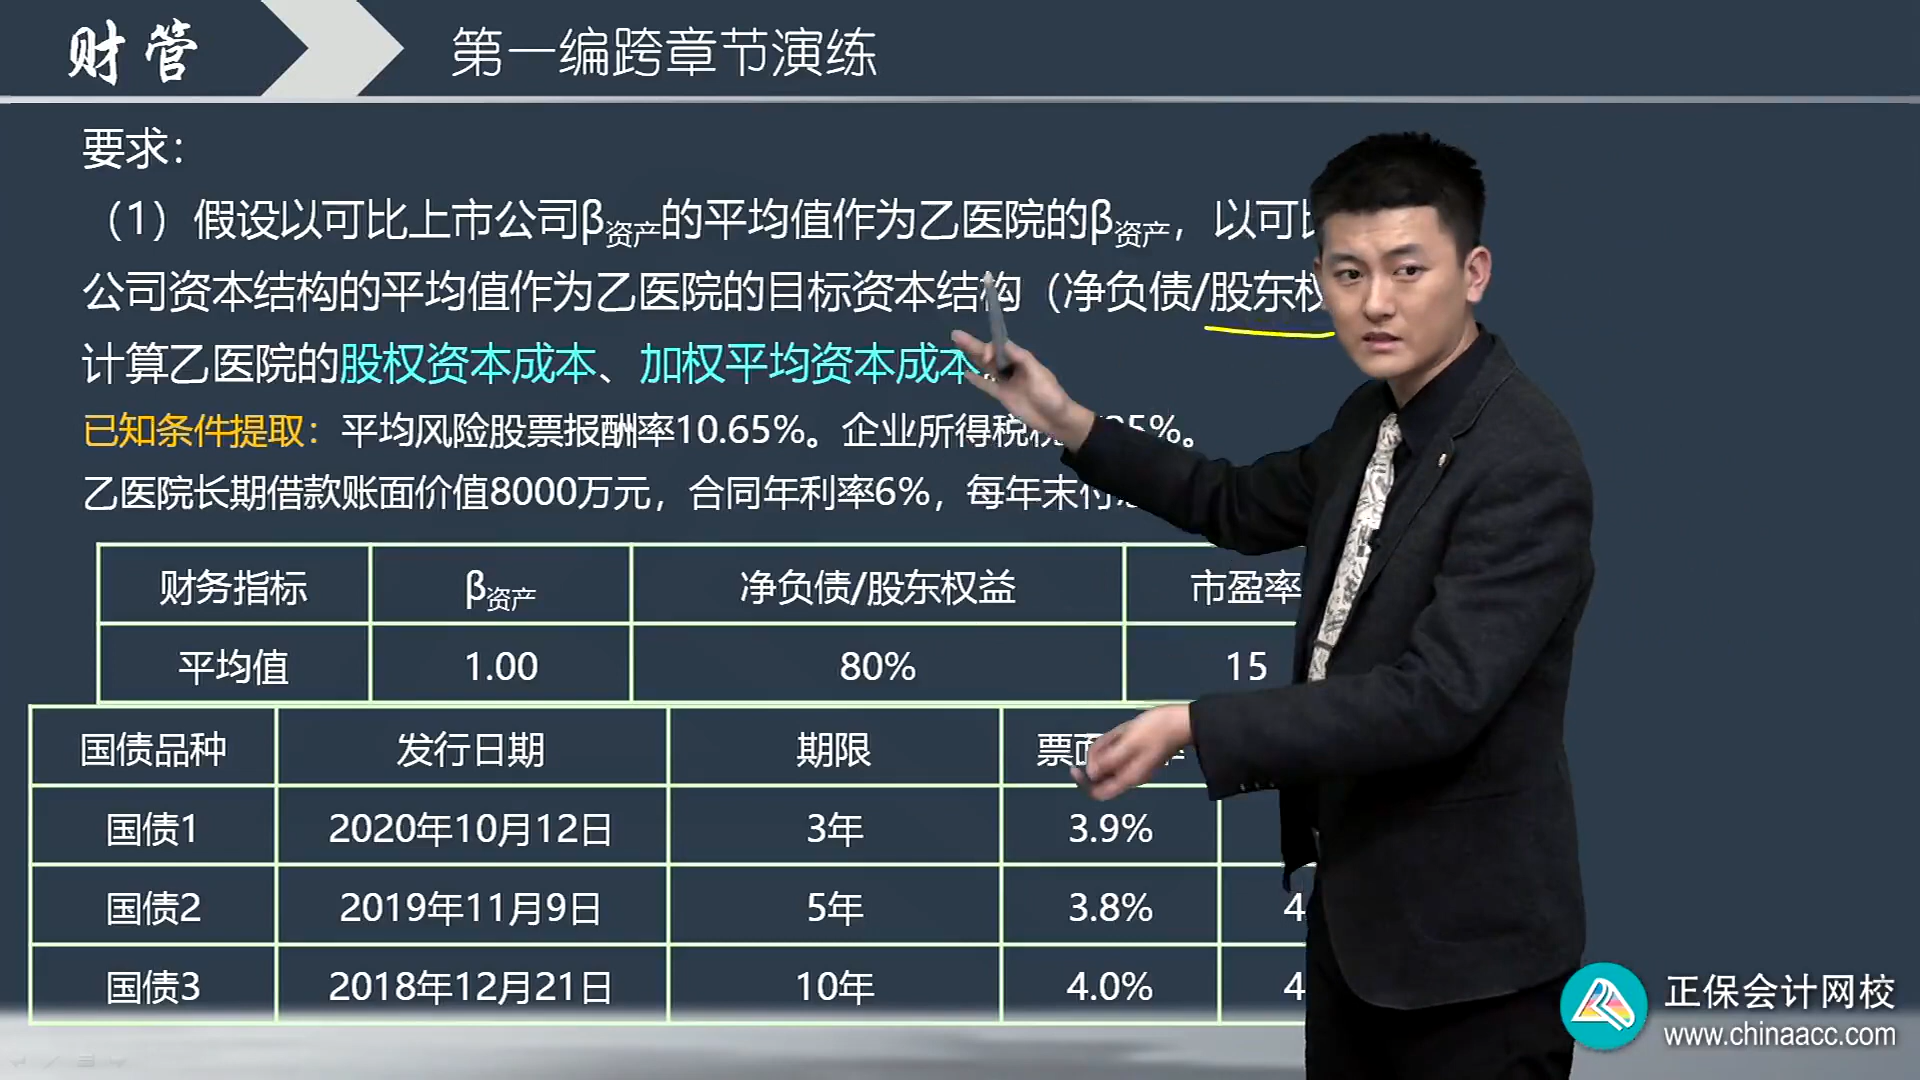 财管
第一编跨章节演练
要求：
（1）假设以可比上市公司β资产的平均值作为乙医院的β资产，以可比
公司资本结构的平均值作为乙医院的目标资本结构（净负债/股东权
计算乙医院的股权资本成本、加权平均资本成本。
已知条件提取：平均风险股票报酬率10.65%。企业所得税税 25%。
乙医院长期借款账面价值8000万元，合同年利率6%，每年末付
财务指标 β资产 净负债/股东权益 市盈率
平均值 1.00 80% 15
国债品种 发行日期 期限 票面 率
国债1 2020年10月12日 3年 3.9%
国债2 2019年11月9日 5年 3.8% 4
国债3 2018年12月21日 10年 4.0% 4
正保会计网校
www.chinaacc.com